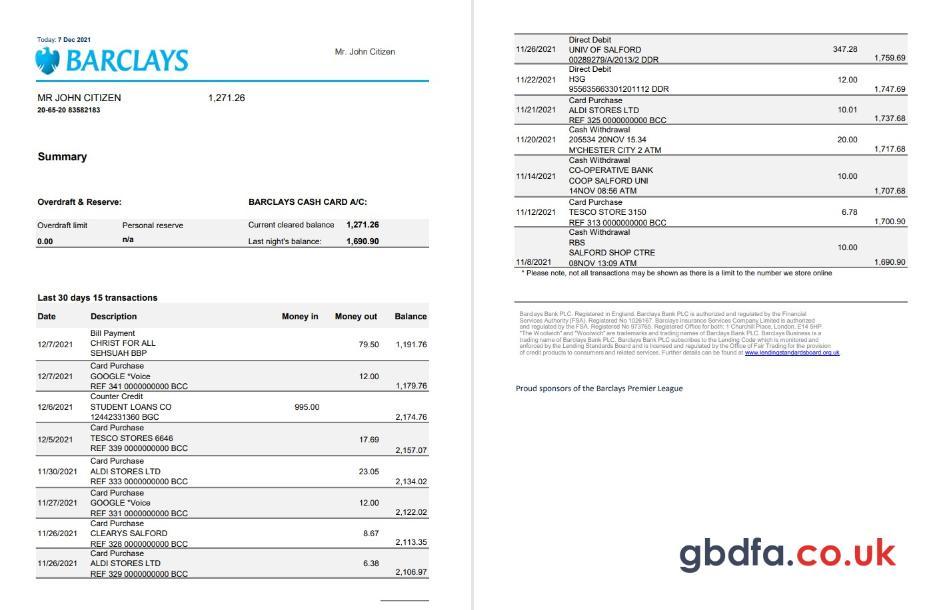 Today: 7 Dec 2021
BARCLAYS
Mr. John Citizen
MR JOHN CITIZEN 1,271.26
20-65-20 83582183
Summary
Overdraft & Reserve: BARCLAYS CASH CARD A/C:
Overdraft limit Personal reserve Current cleared balance 1,271.26
0.00 n/a Last night's balance: 1,690.90
Last 30 days 15 transactions
Date Description Money in Money out Balance
Bill Payment
12/7/2021 CHRIST FOR ALL 79.50 1,191.76
SEHSUAH BBP
Card Purchase
12/7/2021 GOOGLE *Voice 12.00
REF 341 0000000000 BCC 1,179.76
Counter Credit
12/6/2021 STUDENT LOANS CO 995.00
12442331360 BGC 2,174.76
Card Purchase
12/5/2021 TESCO STORES 6646 17.69
REF 339 0000000000 BCC 2,157.07
Card Purchase
11/30/2021 ALDI STORES LTD 23.05
REF 333 0000000000 BCC 2,134.02
Card Purchase
11/27/2021 GOOGLE *Voice 12.00
REF 331 0000000000 BCC 2,122.02
Card Purchase
11/26/2021 CLEARYS SALFORD 8.67
REF 328 0000000000 BCC 2,113.35
Card Purchase
11/26/2021 ALDI STORES LTD 6.38
REF 329 0000000000 BCC 2,106.97
Direct Debit
11/26/2021 UNIV OF SALFORD 347.28
00289279/A/2013/2 DDR 1,759.69
Direct Debit
11/22/2021 H3G 12.00
955635663301201112 DDR 1,747.69
Card Purchase
11/21/2021 ALDI STORES LTD 10.01
REF 325 0000000000 BCC 1,737.68
Cash Withdrawal
11/20/2021 205534 20NOV 15.34 20.00
M'CHESTER CITY 2 ATM 1,717.68
Cash Withdrawal
11/14/2021 CO-OPERATIVE BANK 10.00
COOP SALFORD UNI
14NOV 08:56 ATM 1,707.68
Card Purchase
11/12/2021 TESCO STORE 3150 6.78
REF 313 0000000000 BCC 1,700.90
Cash Withdrawal
RBS 10.00
SALFORD SHOP CTRE
11/8/2021 08NOV 13:09 ATM 1,690.90
* Please note, not all transactions may be shown as there is a limit to the number we store online
Barclays Bank PLC. Registered in England. Barclays Bank PLC is authorized and regulated by the Financial
Services Authority (FSA). Registered No 1026167. Barclays Insurance Services Company Limited is authorized
and regulated by the FSA. Registered No 973765. Registered Office for both: 1 Churchill Place, London, E14 5HP.
"The Woolwich" and "Woolwich" are trademarks and trading names of Barclays Bank PLC. Barclays Business is a
trading name of Barclays Bank PLC. Barclays Bank PLC subscribes to the Lending Code which is monitored and
enforced by the Lending Standards Board and is licensed and regulated by the Office of Fair Trading for the provision
of credit products to consumers and related services. Further details can be found at www.lendingstandardsboard.org.uk.
Proud sponsors of the Barclays Premier League
gbdfa.co.uk